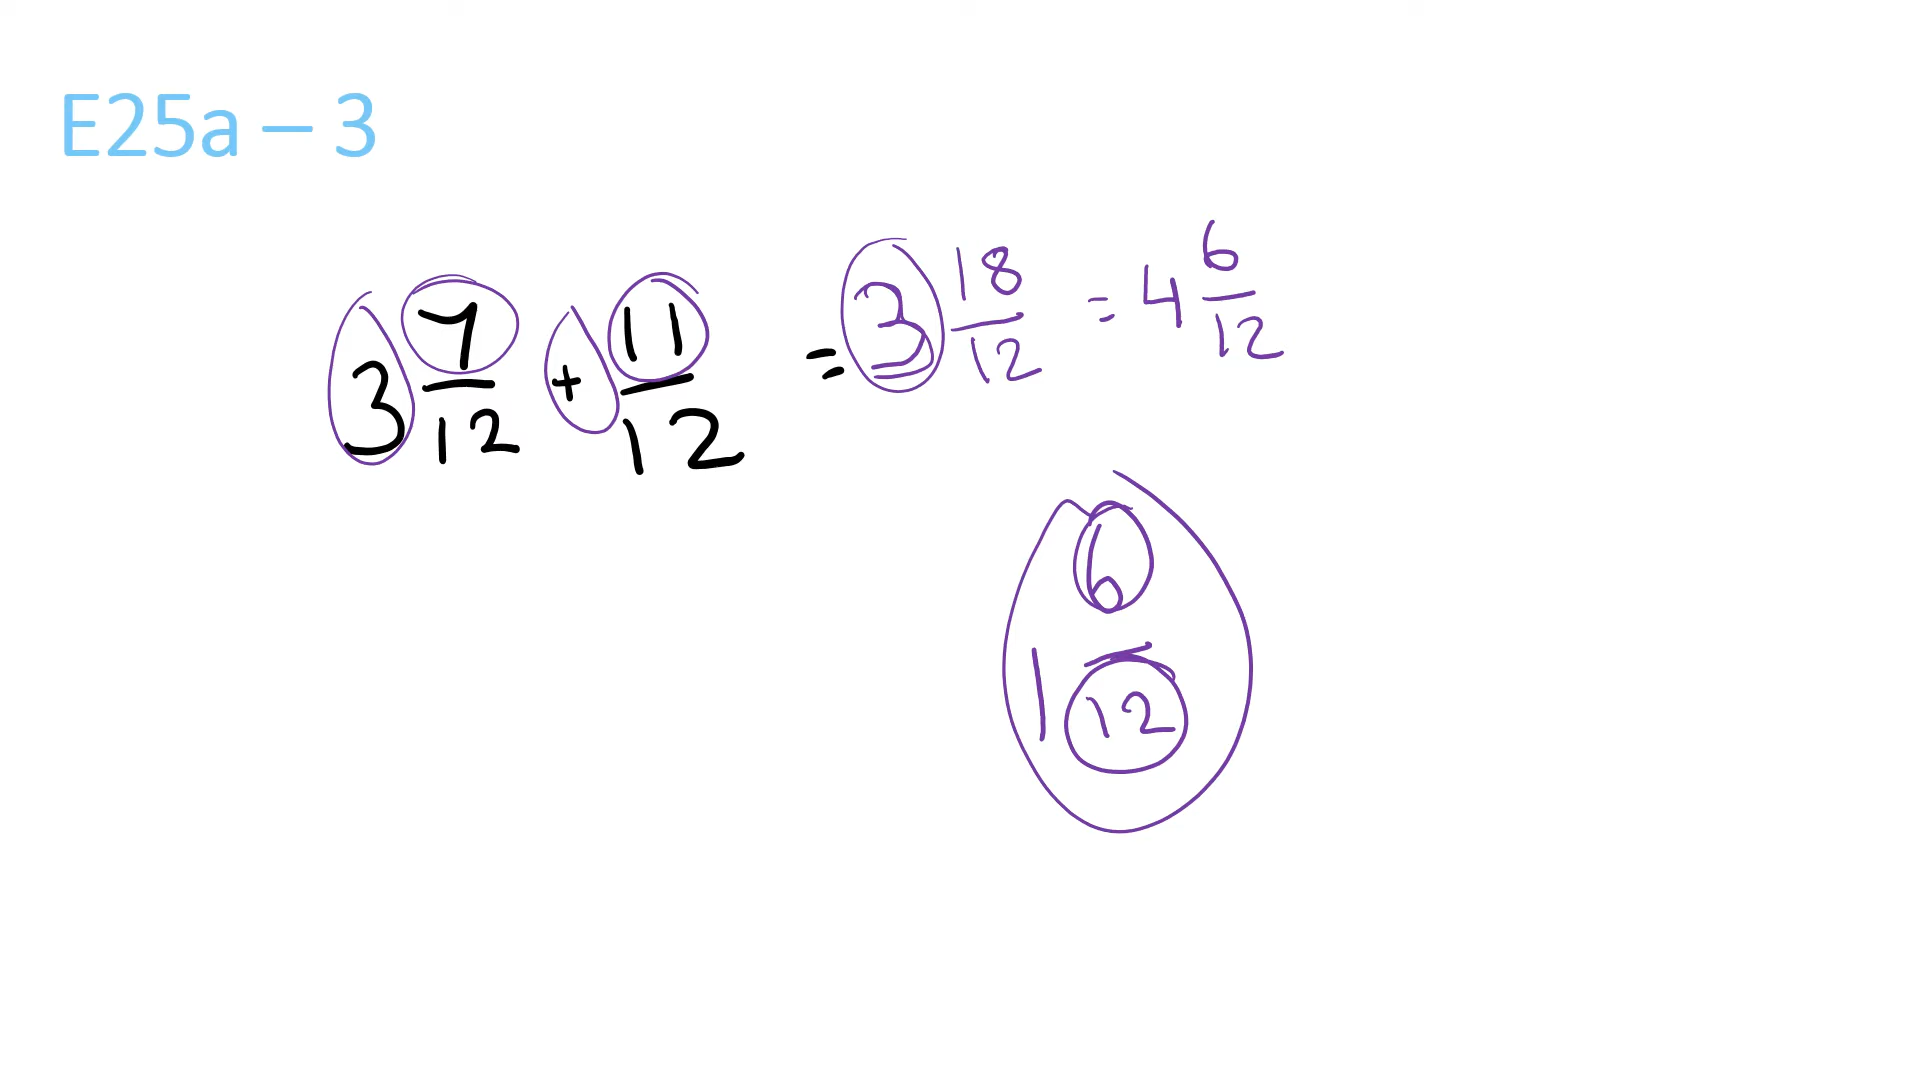 E25a – 3
3 7/12 + 11/12 = 3 18/12 = 4 6/12
1 6/12